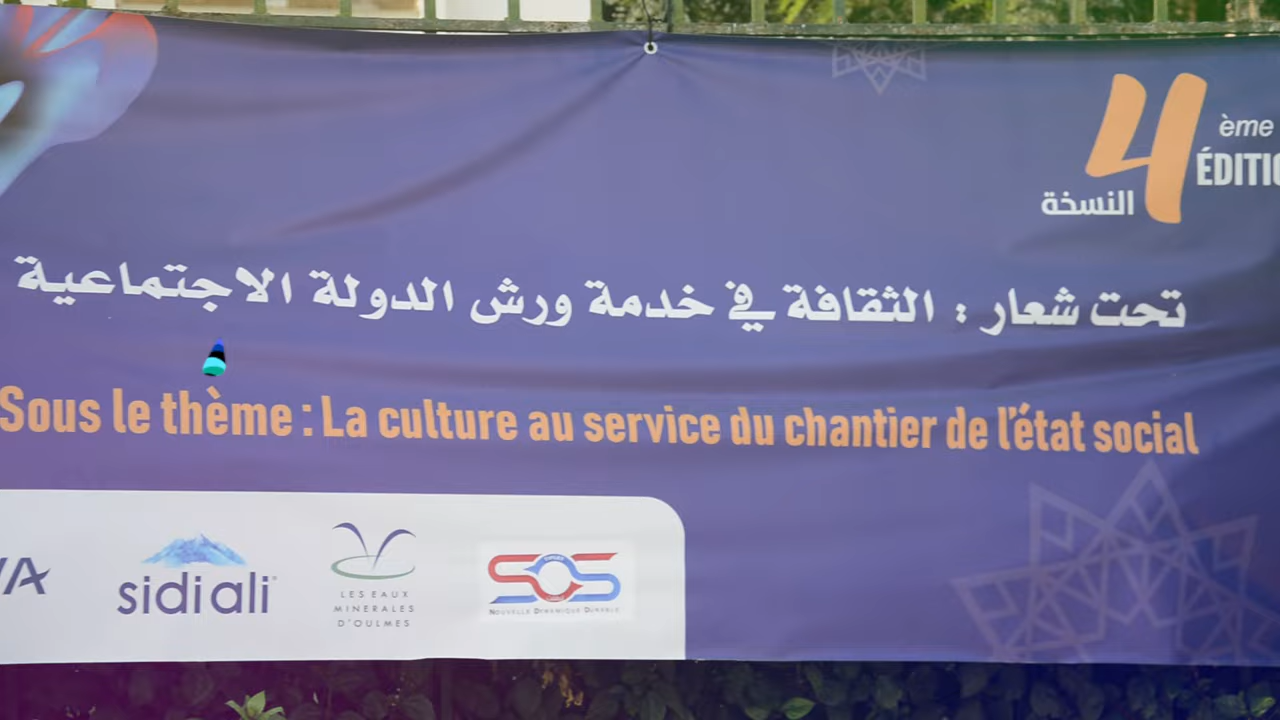 4 ème
ÉDITIO
النسخة
تحت شعار : الثقافة في خدمة ورش الدولة الاجتماعية
Sous le thème : La culture au service du chantier de l'état social
VA
sidi ali
LES EAUX
MINERALES
D'OULMES
SOS
NOUVELLE DYNAMIQUE DURABLE